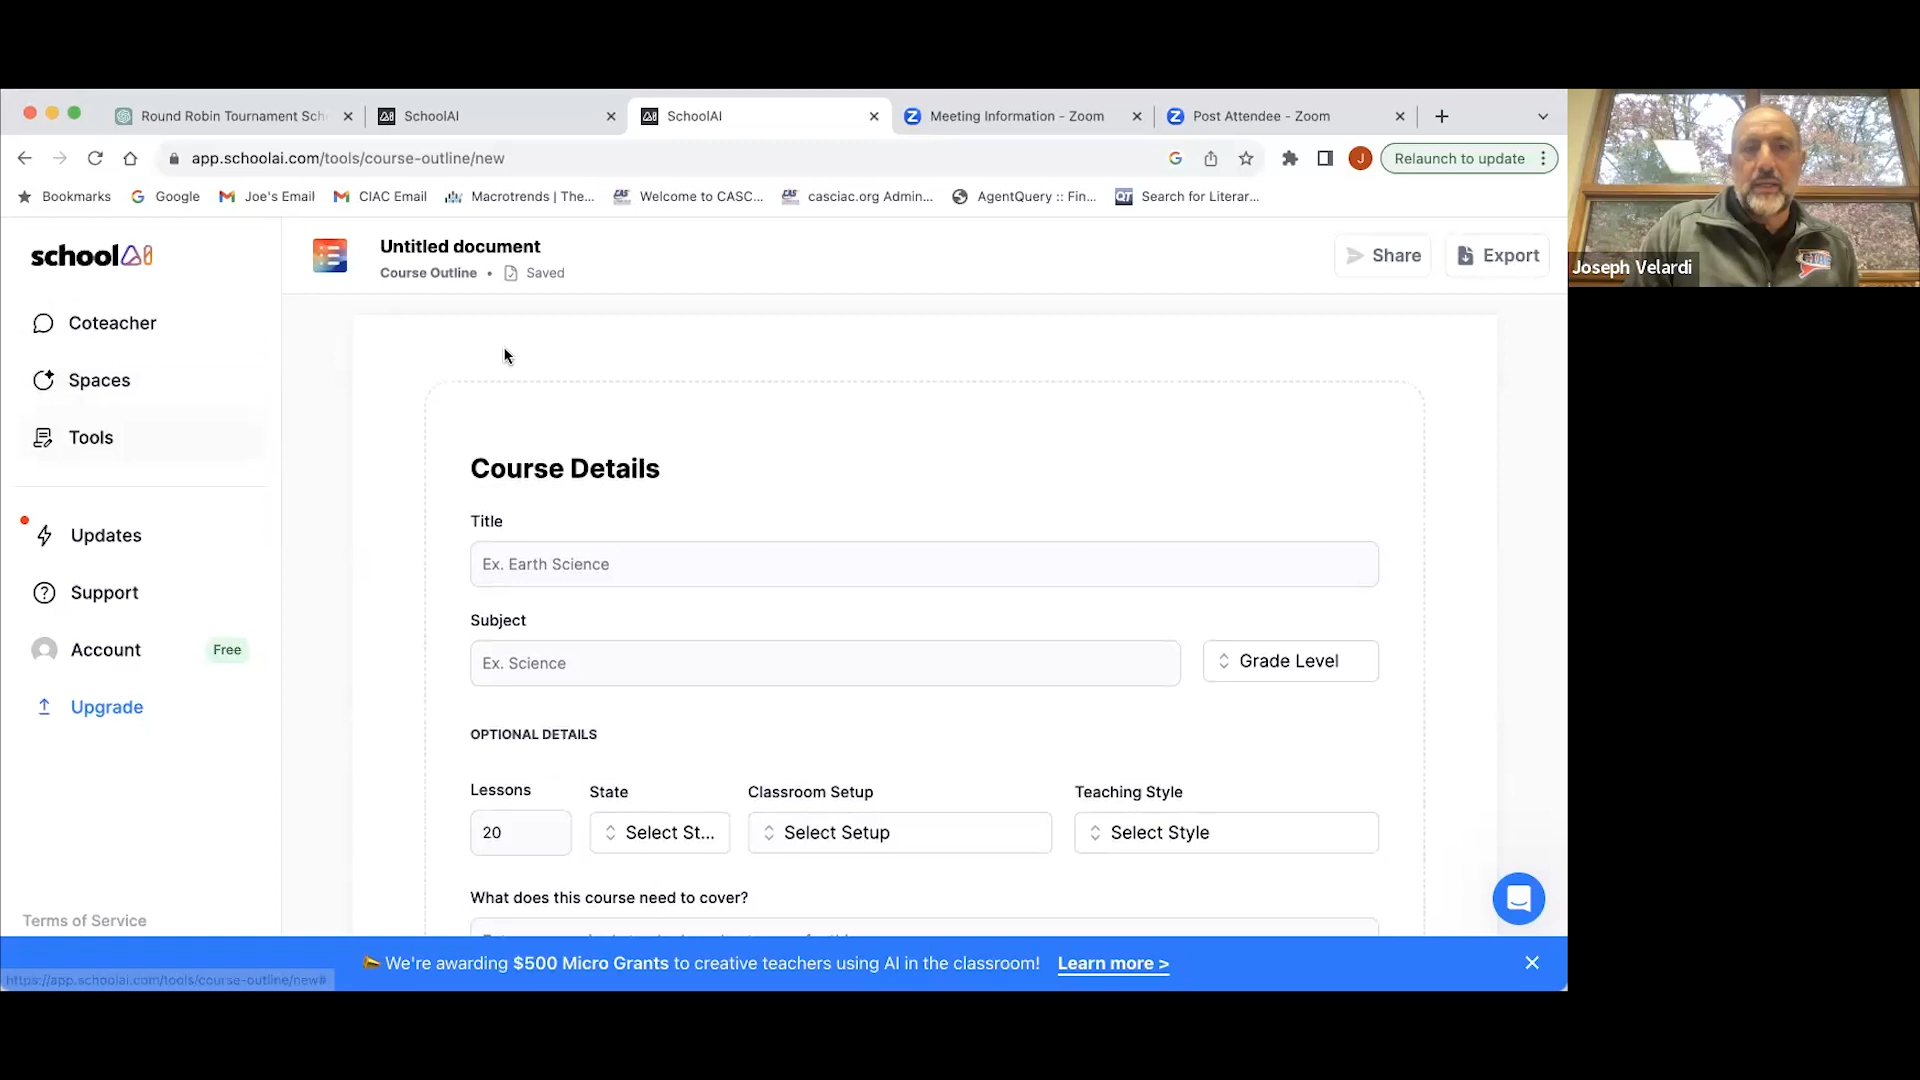 Round Robin Tournament Sch
SchoolAI
SchoolAI
Meeting Information - Zoom
Post Attendee - Zoom
app.schoolai.com/tools/course-outline/new
J
Relaunch to update
Bookmarks
Google
Joe's Email
CIAC Email
Macrotrends | The...
Welcome to CASC...
casciac.org Admin...
AgentQuery :: Fin...
QT
Search for Literar...
schoolAI
Untitled document
Course Outline • Saved
Share
Export
Joseph Velardi
Coteacher
Spaces
Tools
Updates
Support
Account
Free
Upgrade
Terms of Service
Course Details
Title
Ex. Earth Science
Subject
Ex. Science
Grade Level
OPTIONAL DETAILS
Lessons
State
Classroom Setup
Teaching Style
20
Select St...
Select Setup
Select Style
What does this course need to cover?
We're awarding $500 Micro Grants to creative teachers using AI in the classroom! Learn more >
https://app.schoolai.com/tools/course-outline/new#